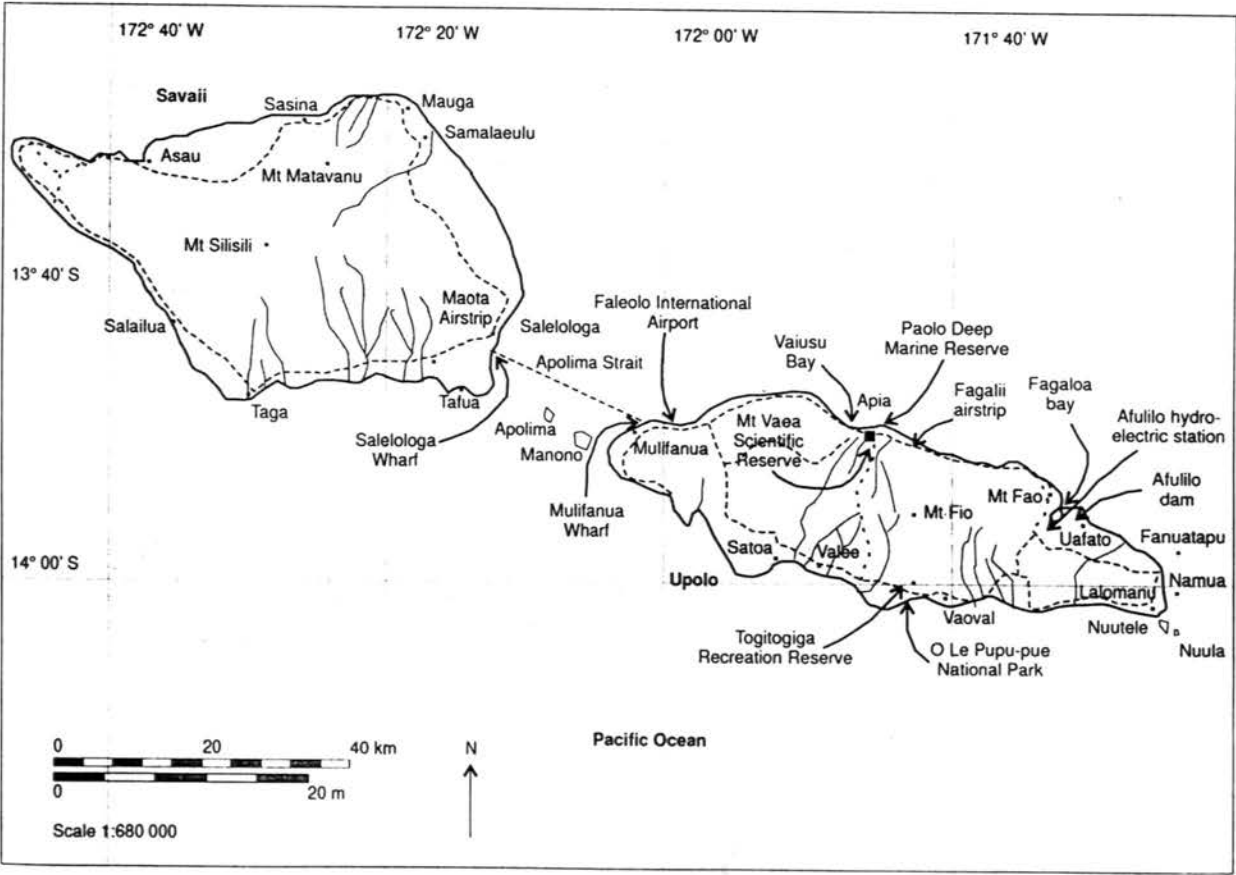 172° 40' W
172° 20' W
172° 00' W
171° 40' W
Savaii
Sasina
Mauga
Samalaeulu
Asau
Mt Matavanu
Mt Silisili
13° 40' S
Maota
Airstrip
Salelologa
Faleolo International
Airport
Vaiusu
Bay
Paolo Deep
Marine Reserve
Salailua
Apolima Strait
Apia
Fagalii
airstrip
Fagaloa
bay
Afulilo hydro-
electric station
Taga
Tafua
Apolima
Manono
Salelologa
Wharf
Mulifanua
Mt Vaea
Scientific
Reserve
Afulilo
dam
Mt Fao
Mulifanua
Wharf
Mt Fio
Uafato
Fanuatapu
14° 00' S
Satoa
Valee
Upolo
Namua
Lalomanu
Vaoval
Nuutele
Nuula
Togitogiga
Recreation Reserve
O Le Pupu-pue
National Park
Pacific Ocean
0 20 40 km
0 20 m
Scale 1:680 000
N